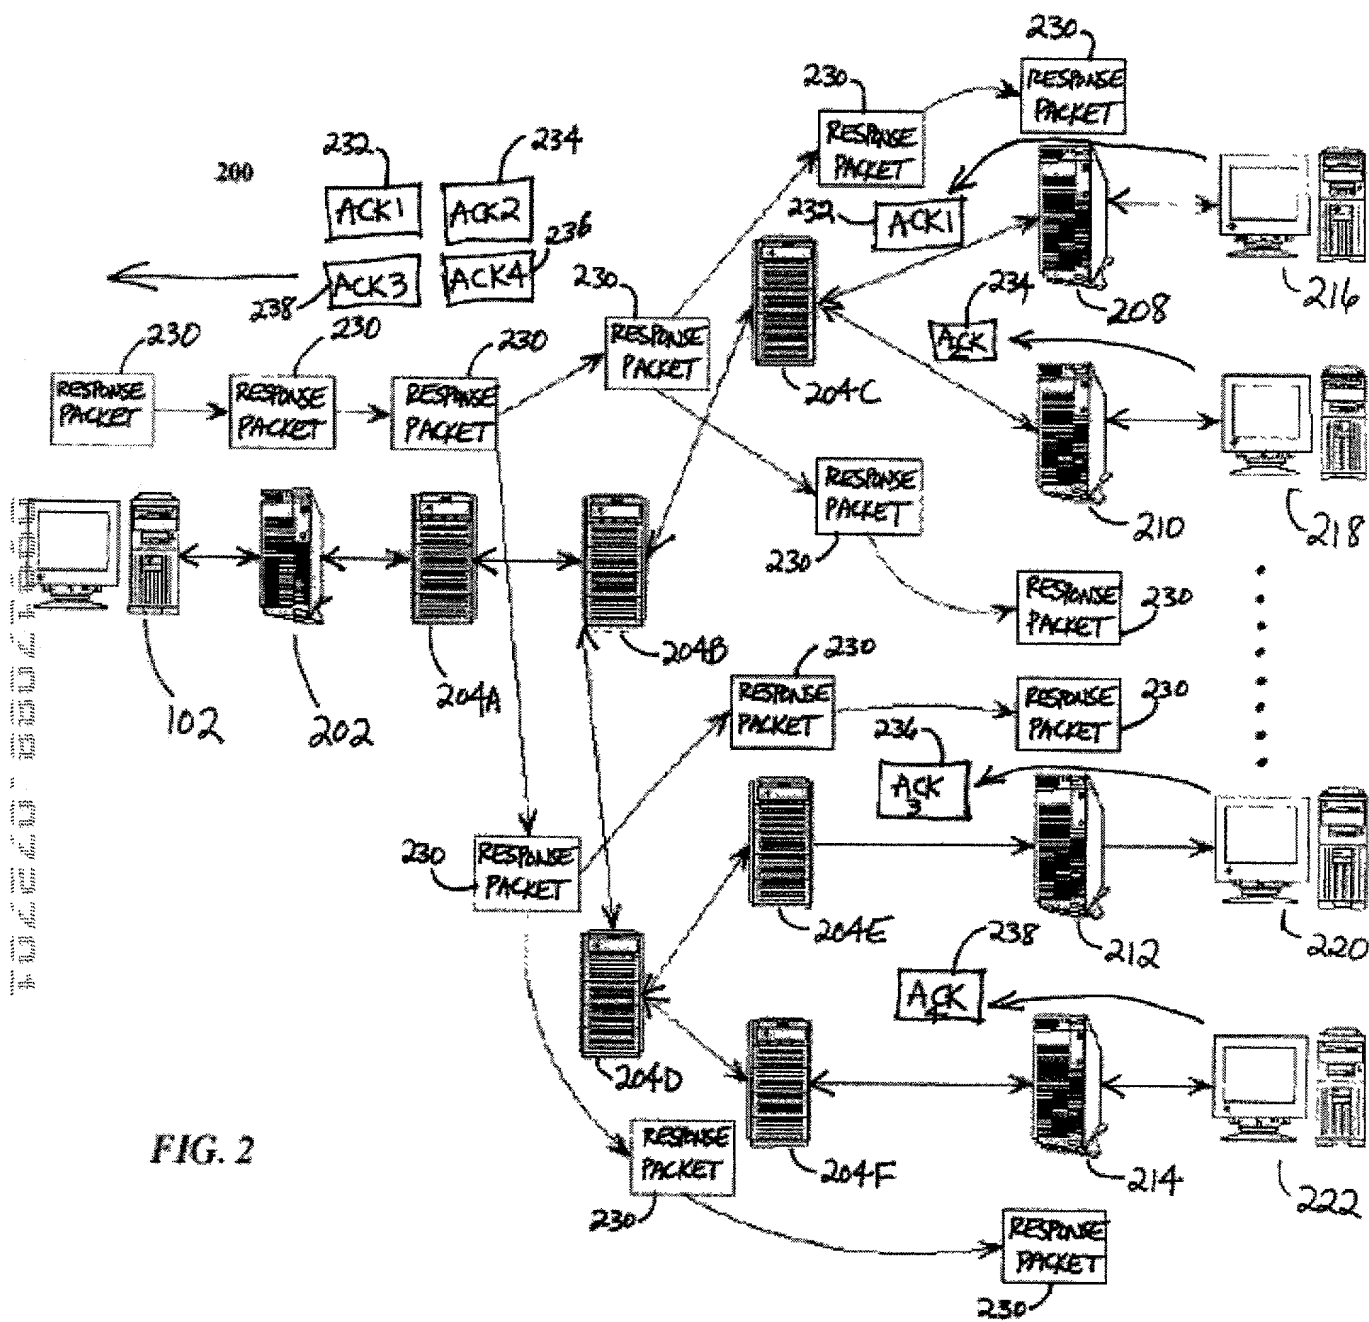 230
RESPONSE
PACKET
230
RESPONSE
PACKET
232
234
200
ACK1
ACK2
236
ACK3
ACK4
238
232
ACK1
208
216
230
RESPONSE
PACKET
234
ACK
2
204C
230
RESPONSE
PACKET
230
RESPONSE
PACKET
230
RESPONSE
PACKET
210
218
RESPONSE
PACKET
230
RESPONSE
PACKET
230
102
202
204A
204B
230
RESPONSE
PACKET
RESPONSE
PACKET
230
236
ACK
3
230
RESPONSE
PACKET
204E
212
220
238
ACK
4
204D
FIG. 2
RESPONSE
PACKET
230
204F
214
222
RESPONSE
PACKET
230